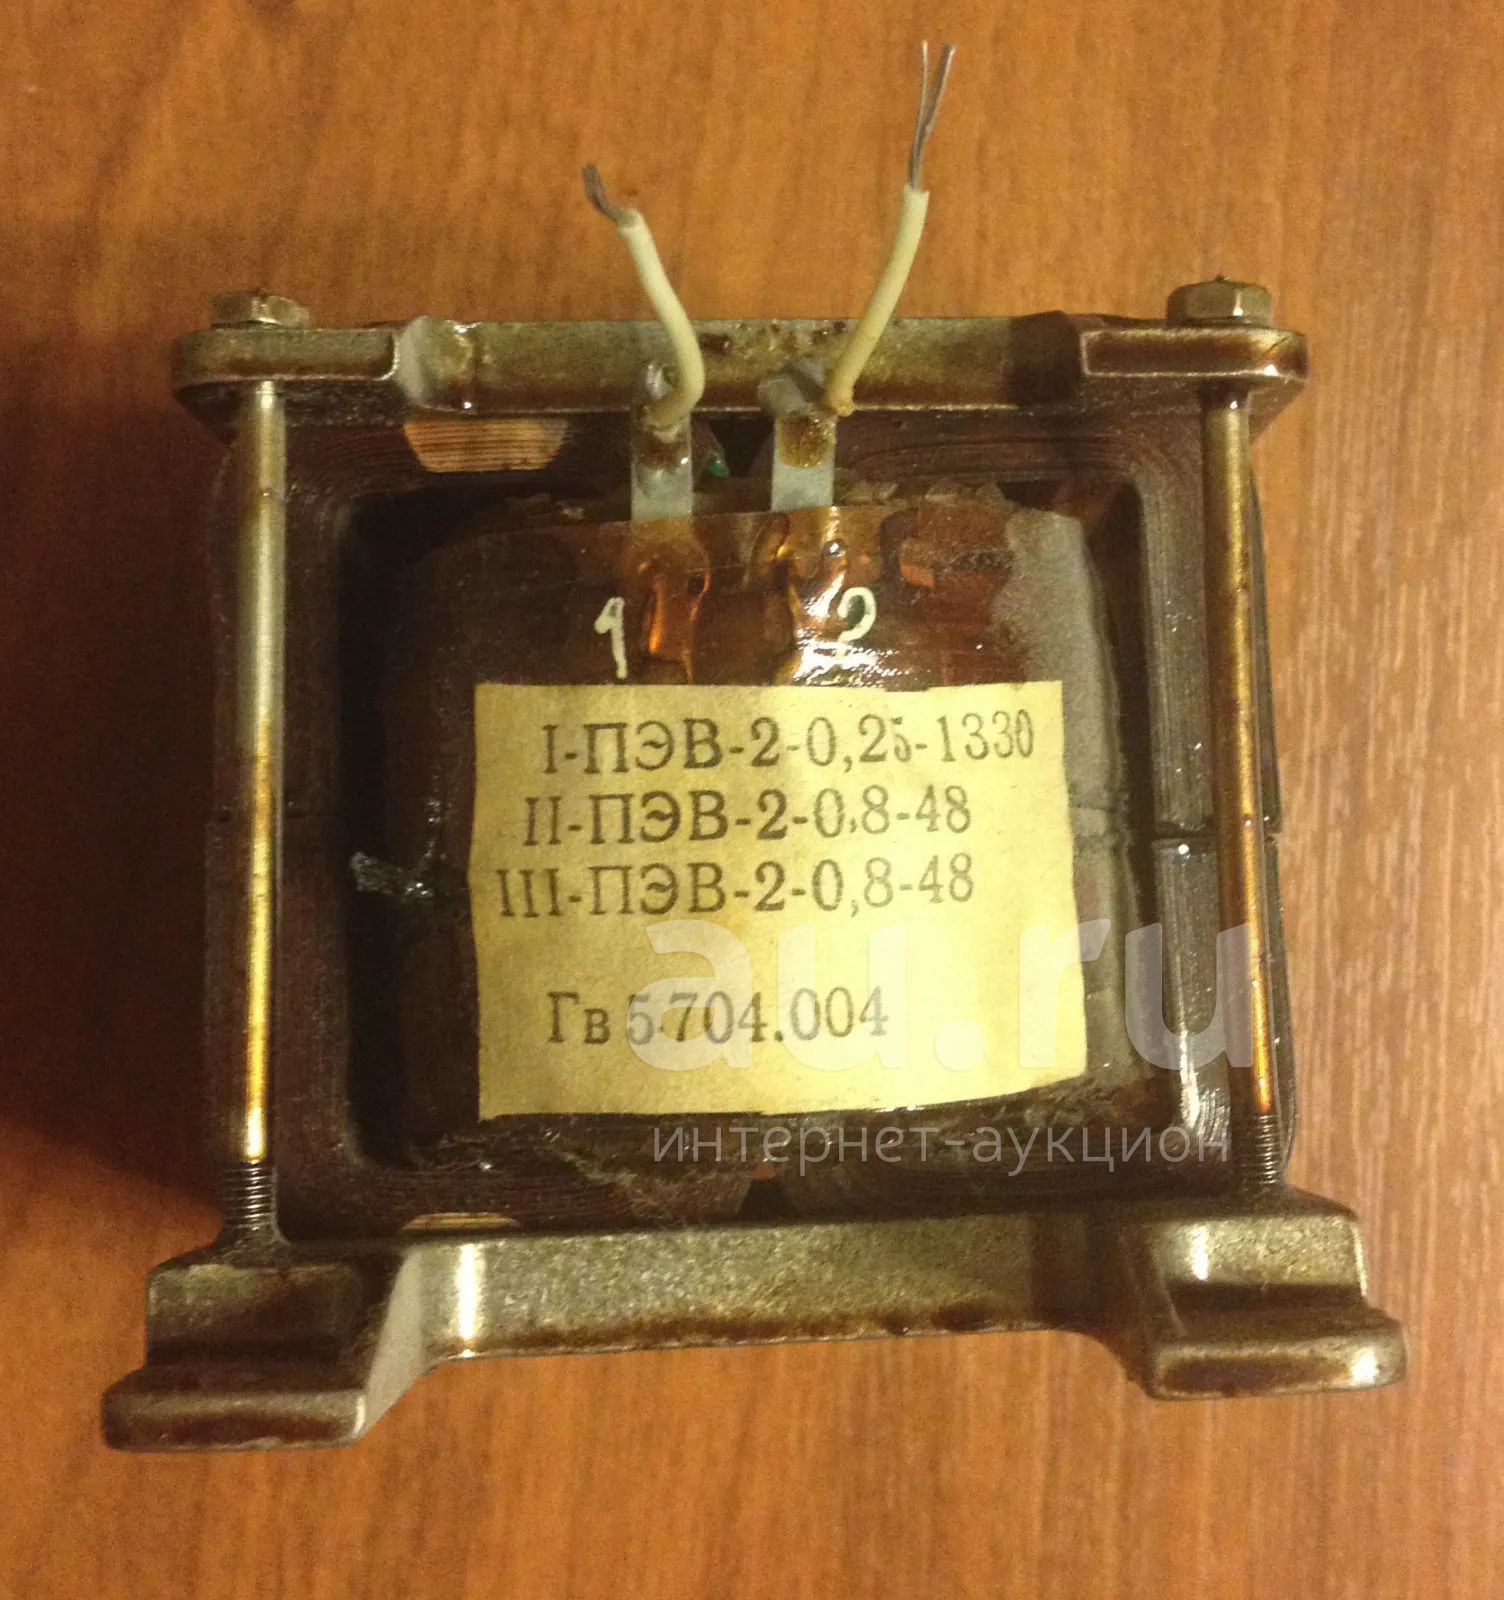 1 2
I-ПЭВ-2-0,25-1330
II-ПЭВ-2-0,8-48
III-ПЭВ-2-0,8-48
au.ru
Гв 5.704.004
интернет-аукцион